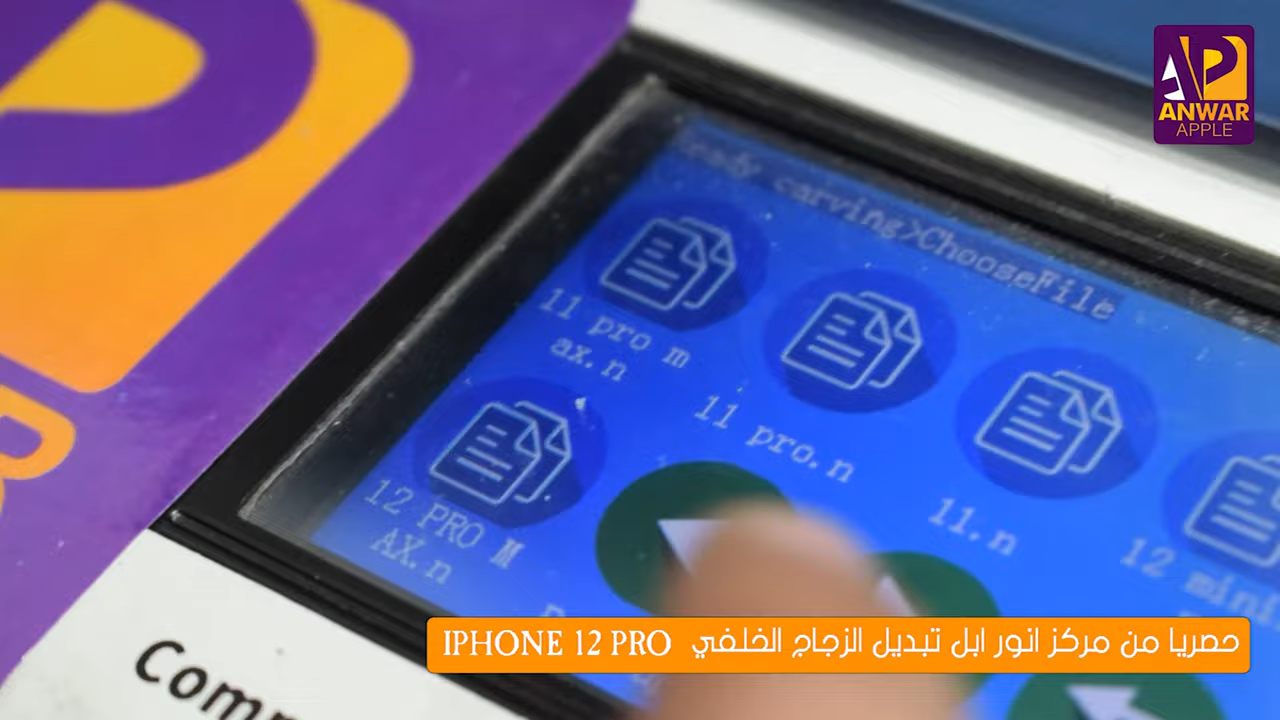 ANWAR
APPLE
Ready carving>ChooseFile
11 pro m
ax.n
11 pro.n
11.n
12 mini
12 PRO M
AX.n
حصريا من مركز انور ابل تبديل الزجاج الخلفي IPHONE 12 PRO